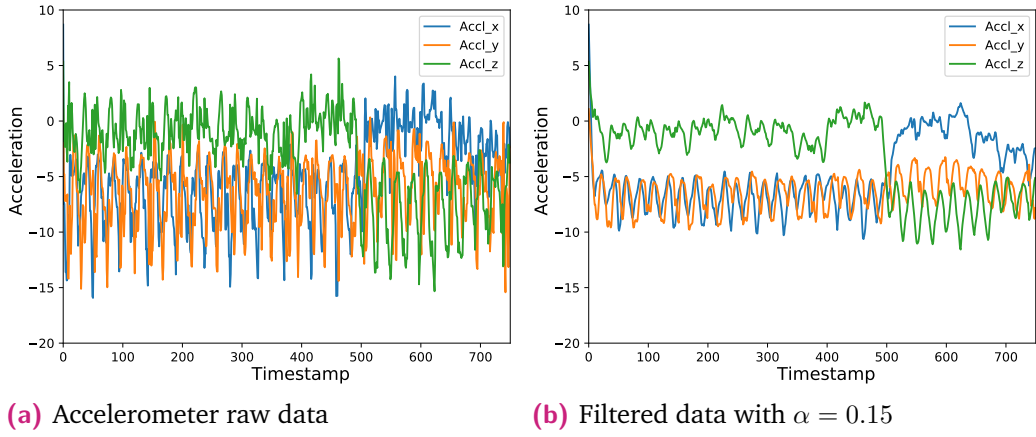 10
5
0
−5
−10
−15
−20
0 100 200 300 400 500 600 700
Acceleration
Timestamp
Accl_x
Accl_y
Accl_z
(a) Accelerometer raw data
10
5
0
−5
−10
−15
−20
0 100 200 300 400 500 600 700
Acceleration
Timestamp
Accl_x
Accl_y
Accl_z
(b) Filtered data with α = 0.15